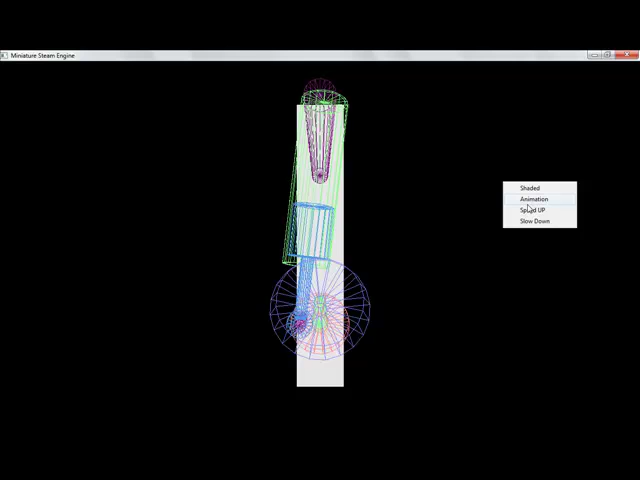 Miniature Steam Engine
Shaded
Animation
Speed UP
Slow Down